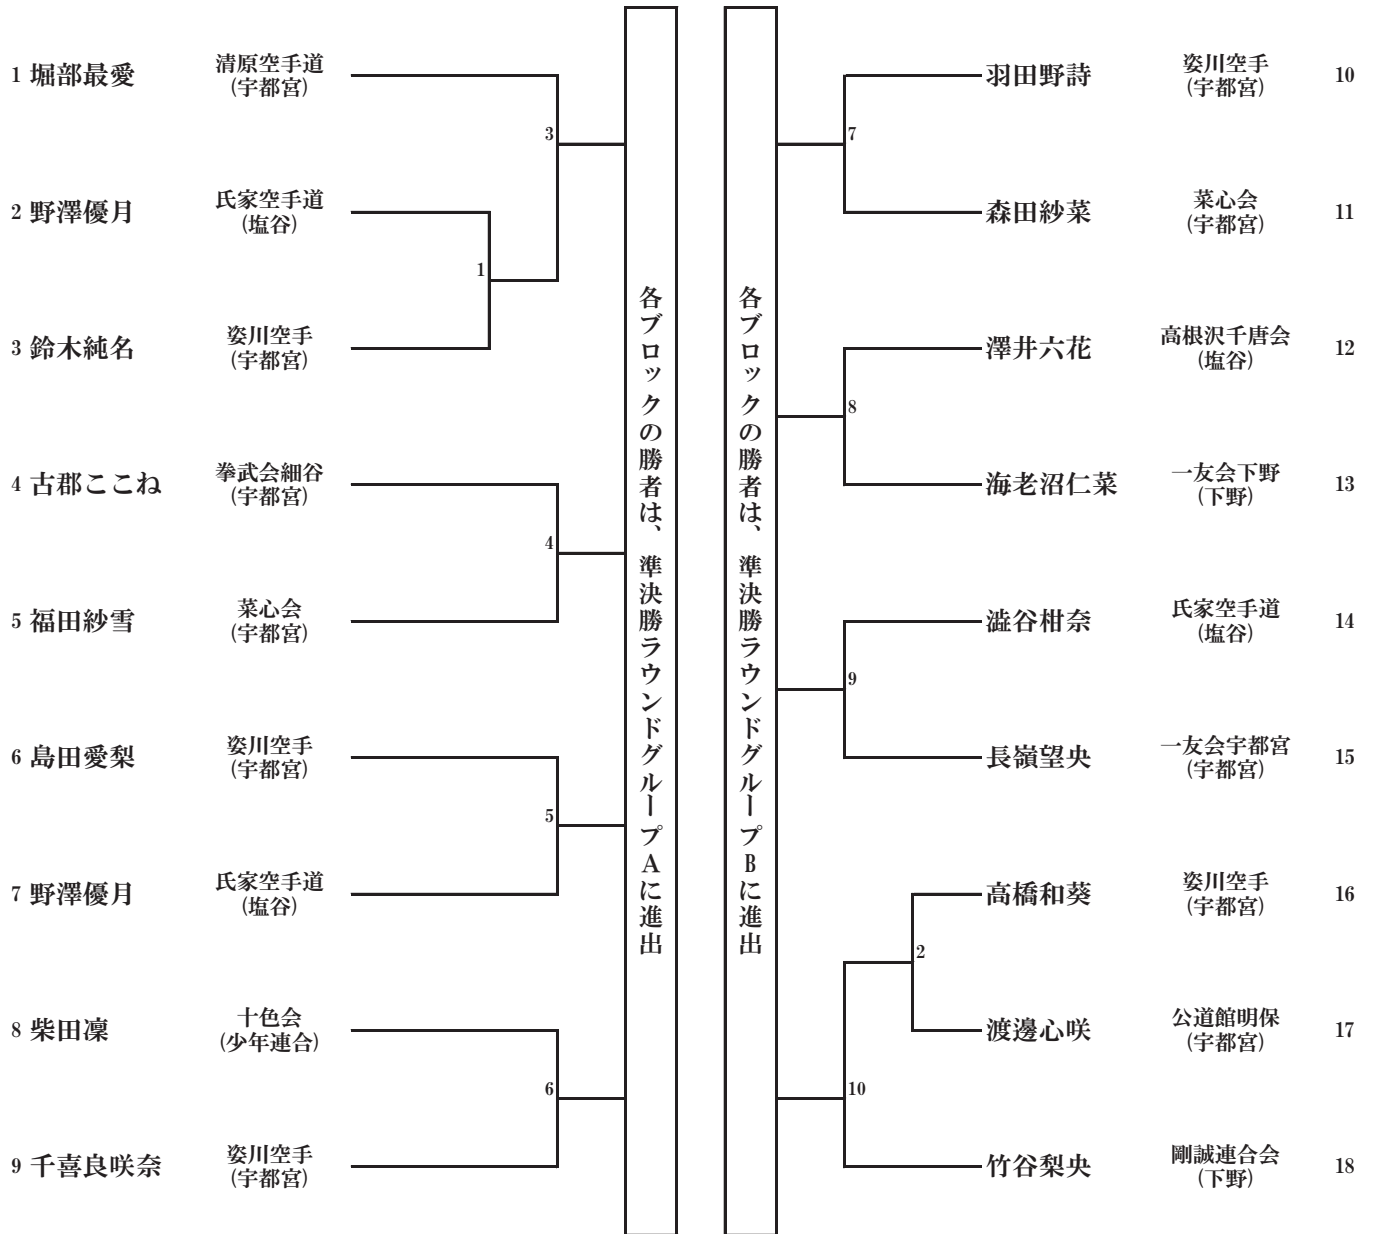 1 堀部最愛 清原空手道
(宇都宮)
3
2 野澤優月 氏家空手道
(塩谷)
1
3 鈴木純名 姿川空手
(宇都宮)
4 古郡ここね 拳武会細谷
(宇都宮)
4
5 福田紗雪 菜心会
(宇都宮)
6 島田愛梨 姿川空手
(宇都宮)
5
7 野澤優月 氏家空手道
(塩谷)
8 柴田凜 十色会
(少年連合)
6
9 千喜良咲奈 姿川空手
(宇都宮)
各ブロックの勝者は、準決勝ラウンドグループAに進出
各ブロックの勝者は、準決勝ラウンドグループBに進出
羽田野詩 姿川空手 10
(宇都宮)
7
森田紗菜 菜心会 11
(宇都宮)
澤井六花 高根沢千唐会 12
(塩谷)
8
海老沼仁菜 一友会下野 13
(下野)
澁谷柑奈 氏家空手道 14
(塩谷)
9
長嶺望央 一友会宇都宮 15
(宇都宮)
高橋和葵 姿川空手 16
(宇都宮)
2
渡邊心咲 公道館明保 17
(宇都宮)
10
竹谷梨央 剛誠連合会 18
(下野)